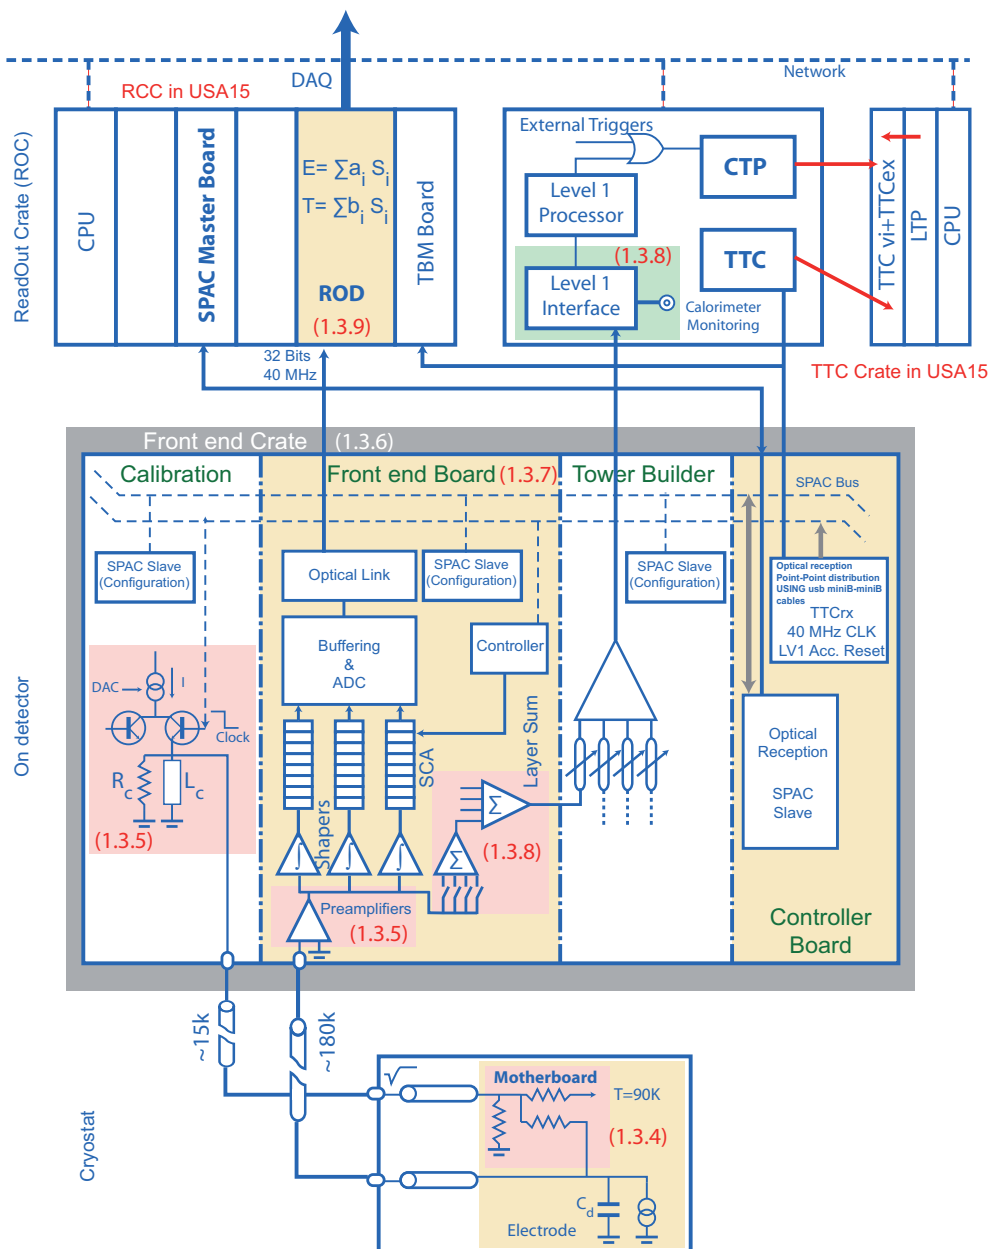 Network
DAQ
RCC in USA15
ReadOut Crate (ROC)
CPU
SPAC Master Board
E= ∑a_i S_i
T= ∑b_i S_i
ROD
(1.3.9)
TBM Board
External Triggers
CTP
Level 1
Processor
(1.3.8)
TTC
Level 1
Interface
Calorimeter
Monitoring
TTC vi+TTCex
LTP
CPU
TTC Crate in USA15
32 Bits
40 MHz
Front end Crate (1.3.6)
On detector
Calibration
Front end Board (1.3.7)
Tower Builder
SPAC Bus
SPAC Slave
(Configuration)
Optical Link
SPAC Slave
(Configuration)
SPAC Slave
(Configuration)
Optical reception
Point-Point distribution
USING usb miniB-miniB
cables
TTCrx
40 MHz CLK
LV1 Acc. Reset
Buffering
&
ADC
Controller
DAC
I
Clock
R_c
L_c
(1.3.5)
SCA
Layer Sum
Shapers
∫
∫
∫
∑
∑
(1.3.8)
Preamplifiers
(1.3.5)
Optical
Reception
SPAC
Slave
Controller
Board
~15k
~180k
Cryostat
Motherboard
T=90K
(1.3.4)
C_d
Electrode